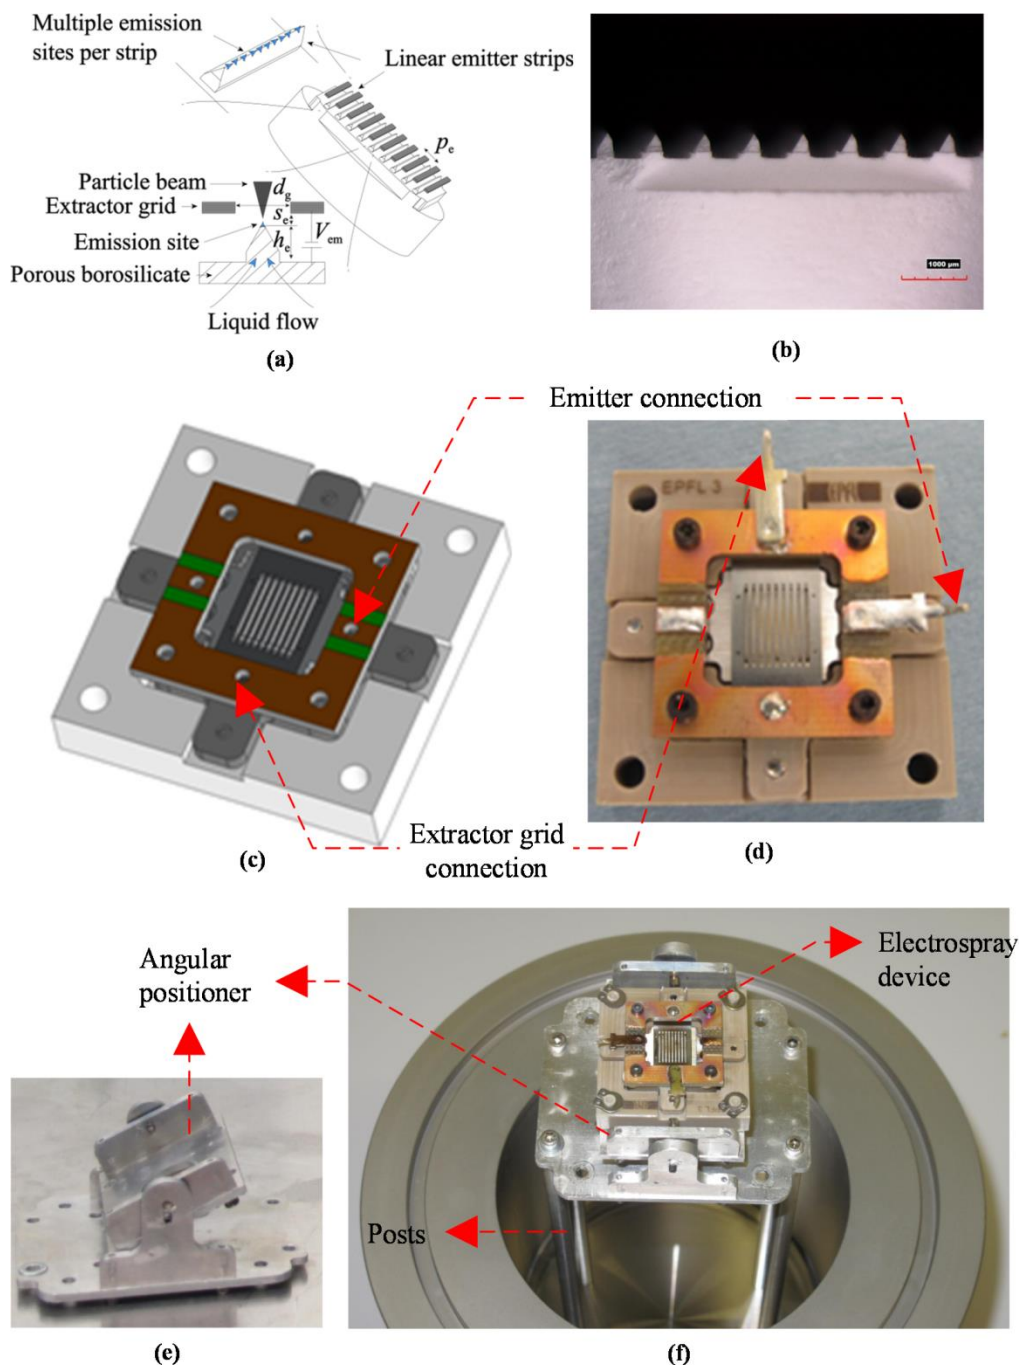 Multiple emission
sites per strip
Linear emitter strips
pe
Particle beam
dg
Extractor grid
se
Emission site
he
Vem
Porous borosilicate
Liquid flow
(a)
1000 µm
(b)
Emitter connection
EPFL 3
Extractor grid
connection
(c)
(d)
Angular
positioner
Electrospray
device
Posts
(e)
(f)